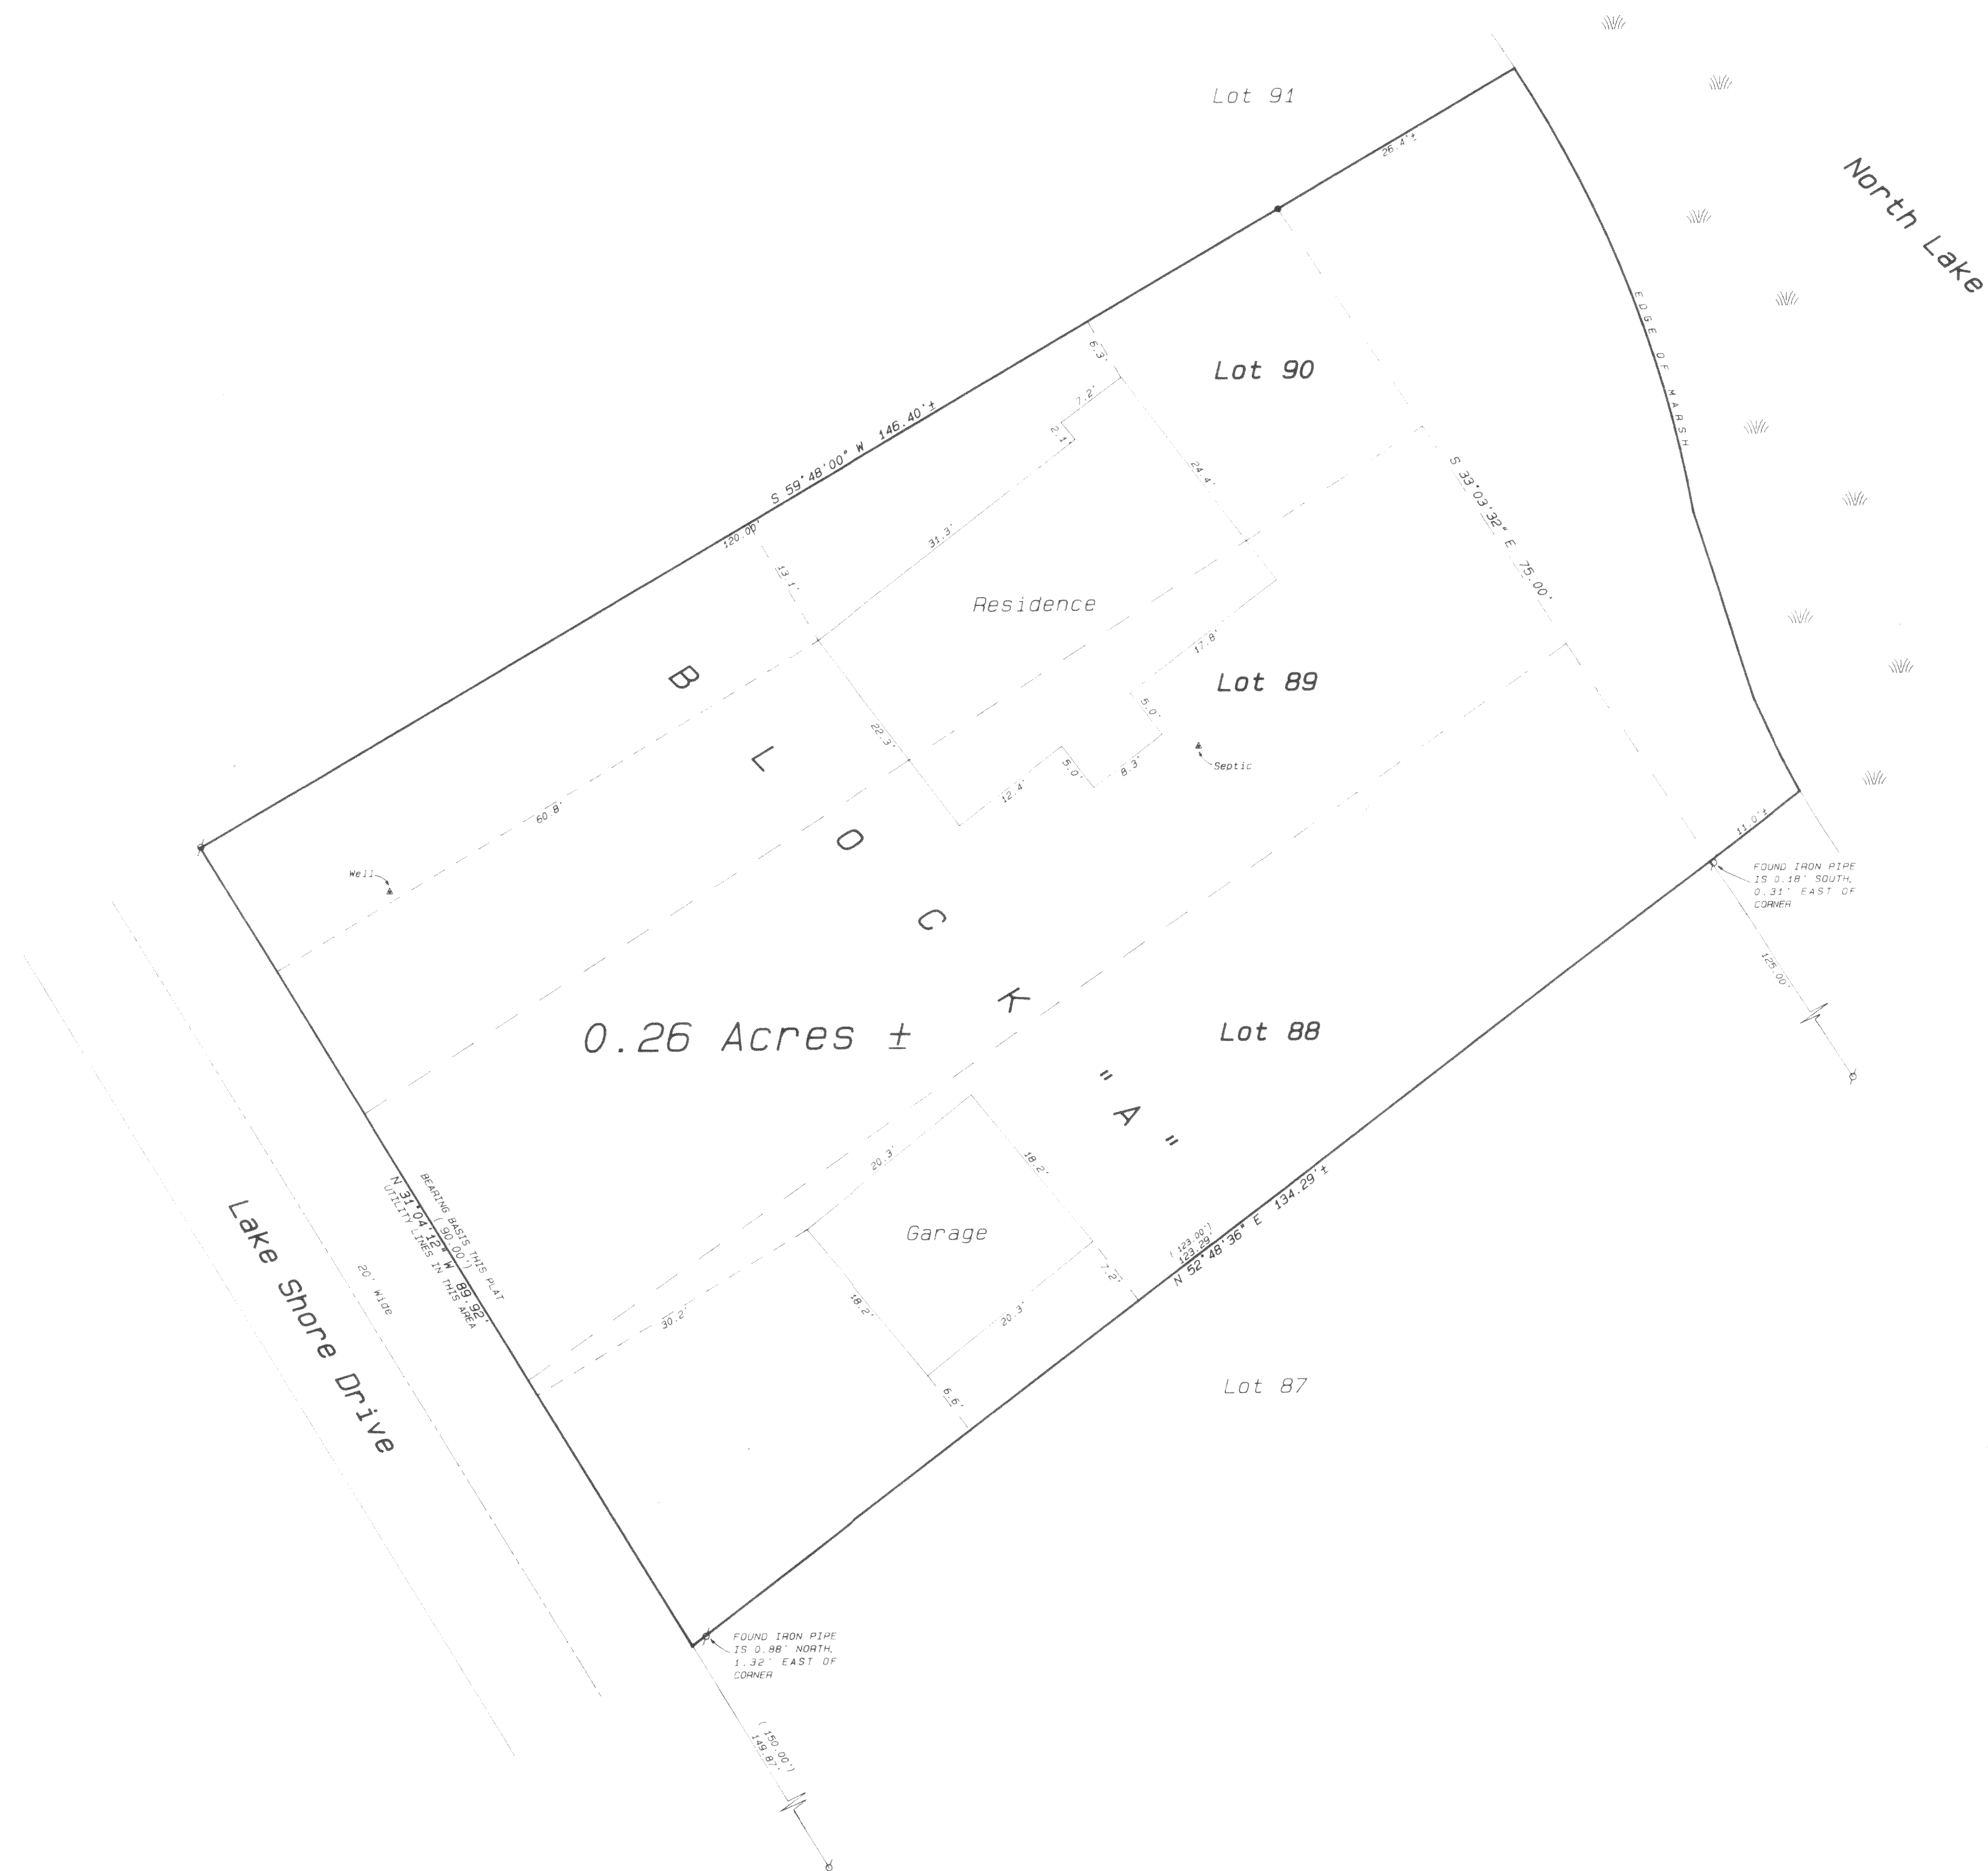 Lot 91
26.4'±
North Lake
EDGE OF MARSH
6.3'
Lot 90
7.2'
2.1'
S 59°48'00" W 146.40'±
120.00'
24.4'
S 33°03'32" E 75.00'
31.3'
13.1'
Residence
17.8'
BLOCK "A"
Lot 89
5.0'
22.3'
Septic
5.0'
8.3'
12.4'
60.8'
Well
11.0'±
FOUND IRON PIPE
IS 0.18' SOUTH,
0.31' EAST OF
CORNER
125.00'
0.26 Acres ±
Lot 88
20.3'
18.2'
BEARING BASIS THIS PLAT
( 90.00')
N 31°04'12" W 89.92'
UTILITY LINES IN THIS AREA
Lake Shore Drive
20' Wide
Garage
( 123.00')
123.29'
N 52°48'36" E 134.29'±
7.2'
18.2'
20.3'
30.2'
6.6'
Lot 87
FOUND IRON PIPE
IS 0.88' NORTH,
1.32' EAST OF
CORNER
( 150.00')
149.87'